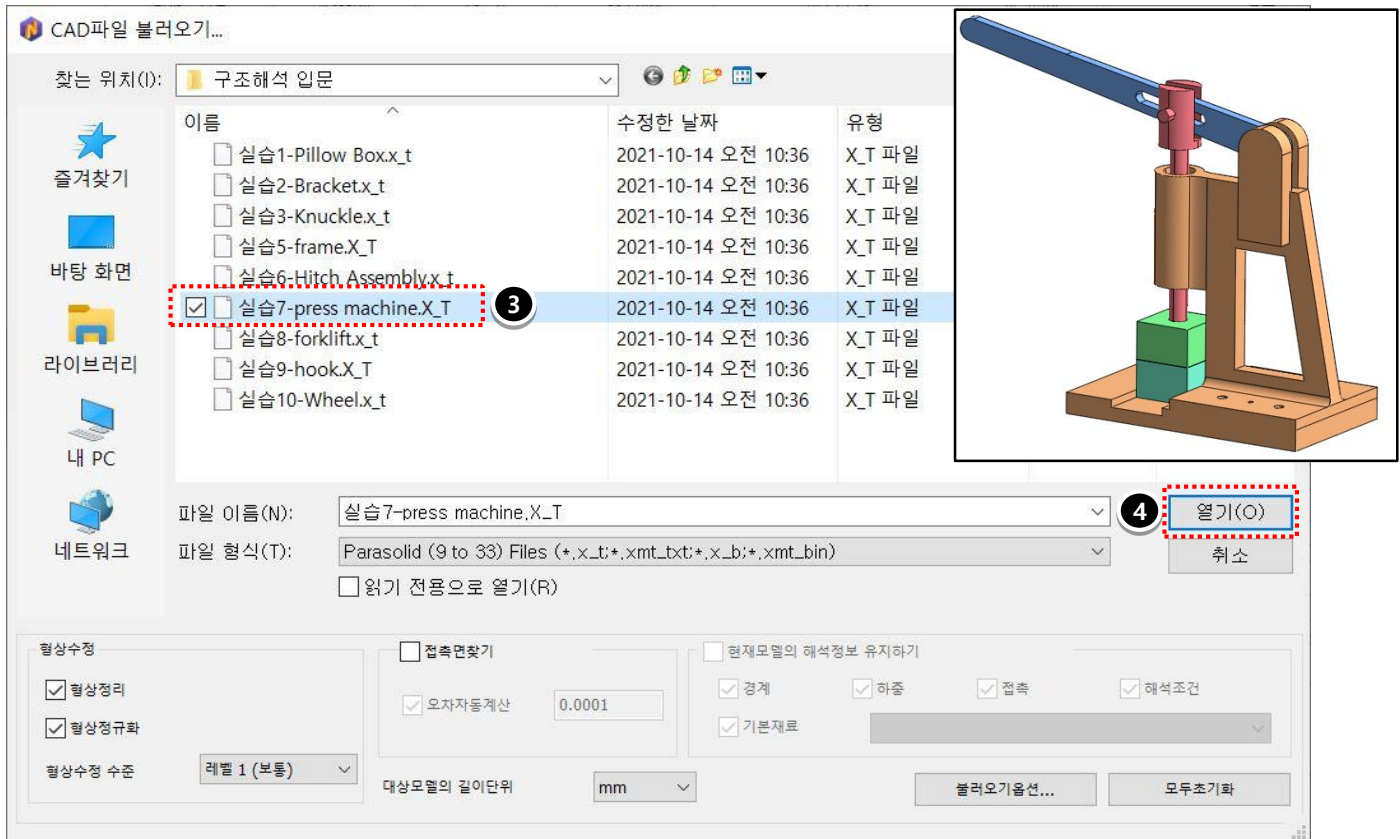 CAD파일 불러오기...
찾는 위치(I): 구조해석 입문
이름 수정한 날짜 유형
실습1-Pillow Box.x_t 2021-10-14 오전 10:36 X_T 파일
실습2-Bracket.x_t 2021-10-14 오전 10:36 X_T 파일
실습3-Knuckle.x_t 2021-10-14 오전 10:36 X_T 파일
실습5-frame.X_T 2021-10-14 오전 10:36 X_T 파일
실습6-Hitch Assembly.x_t 2021-10-14 오전 10:36 X_T 파일
실습7-press machine.X_T 3 2021-10-14 오전 10:36 X_T 파일
실습8-forklift.x_t 2021-10-14 오전 10:36 X_T 파일
실습9-hook.X_T 2021-10-14 오전 10:36 X_T 파일
실습10-Wheel.x_t 2021-10-14 오전 10:36 X_T 파일
즐겨찾기
바탕 화면
라이브러리
내 PC
네트워크
파일 이름(N): 실습7-press machine.X_T 4 열기(O)
파일 형식(T): Parasolid (9 to 33) Files (*.x_t;*.xmt_txt;*.x_b;*.xmt_bin) 취소
읽기 전용으로 열기(R)
형상수정 접촉면찾기 현재모델의 해석정보 유지하기
형상정리 오차자동계산 0.0001 경계 하중 접촉 해석조건
형상정규화 기본재료
형상수정 수준 레벨 1 (보통) 대상모델의 길이단위 mm 불러오기옵션... 모두초기화